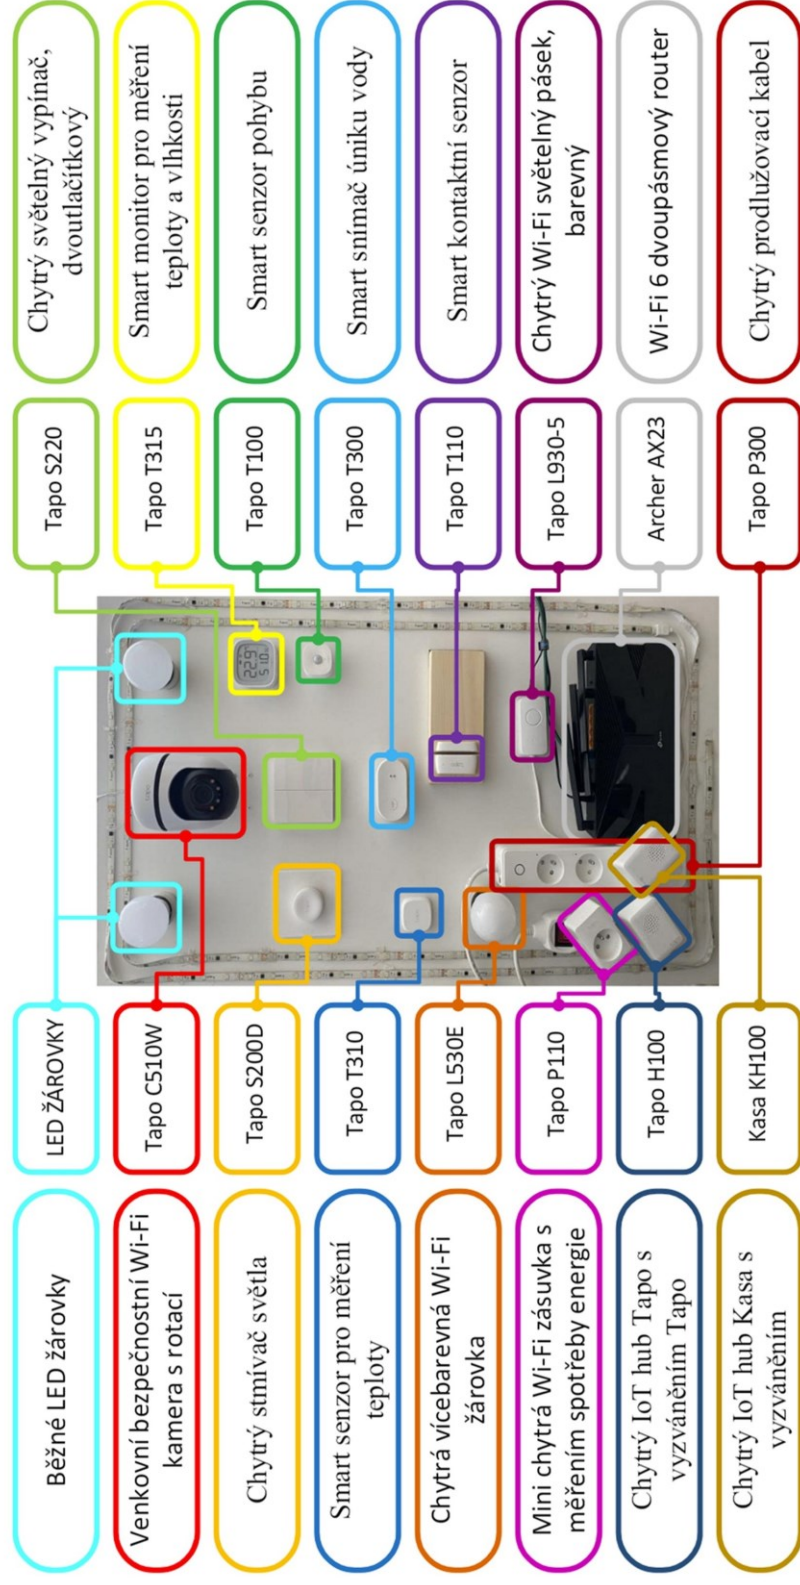 Běžné LED žárovky
LED ŽÁROVKY
Tapo S220
Chytrý světelný vypínač,
dvoutlačítkový
Venkovní bezpečnostní Wi-Fi
kamera s rotací
Tapo C510W
Tapo T315
Smart monitor pro měření
teploty a vlhkosti
Chytrý stmívač světla
Tapo S200D
Tapo T100
Smart senzor pohybu
Smart senzor pro měření
teploty
Tapo T310
Tapo T300
Smart snímač úniku vody
Chytrá vícebarevná Wi-Fi
žárovka
Tapo L530E
Tapo T110
Smart kontaktní senzor
Mini chytrá Wi-Fi zásuvka s
měřením spotřeby energie
Tapo P110
Tapo L930-5
Chytrý Wi-Fi světelný pásek,
barevný
Chytrý IoT hub Tapo s
vyzváněním Tapo
Tapo H100
Archer AX23
Wi-Fi 6 dvoupásmový router
Chytrý IoT hub Kasa s
vyzváněním
Kasa KH100
Tapo P300
Chytrý prodlužovací kabel
tapo
22.9
51.0